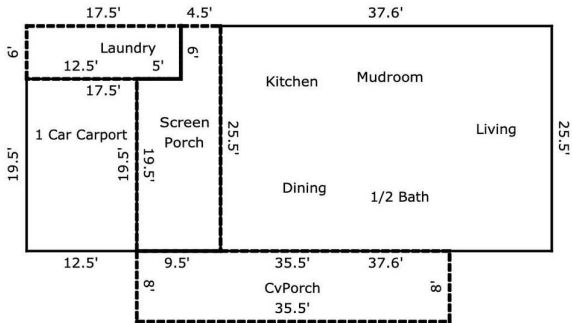 17.5' 4.5' 37.6'
6' Laundry 6'
12.5' 5'
17.5'
Kitchen Mudroom
1 Car Carport Screen Porch Living
19.5' 19.5' 25.5' 25.5'
Dining 1/2 Bath
12.5' 9.5' 35.5' 37.6'
8' CvPorch 8'
35.5'